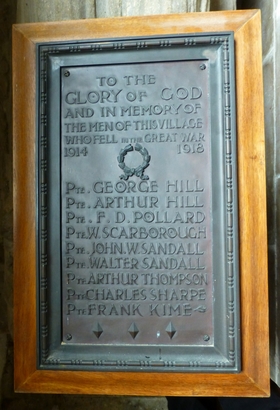 TO THE
GLORY OF GOD
AND IN MEMORY OF
THE MEN OF THIS VILLAGE
WHO FELL IN THE GREAT WAR
1914 1918
PTE. GEORGE HILL
PTE. ARTHUR HILL
PTE. F. D. POLLARD
PTE. W. SCARBOROUGH
PTE. JOHN. W. SANDALL
PTE. WALTER SANDALL
PTE. ARTHUR THOMPSON
PTE. CHARLES SHARPE
PTE. FRANK KIME